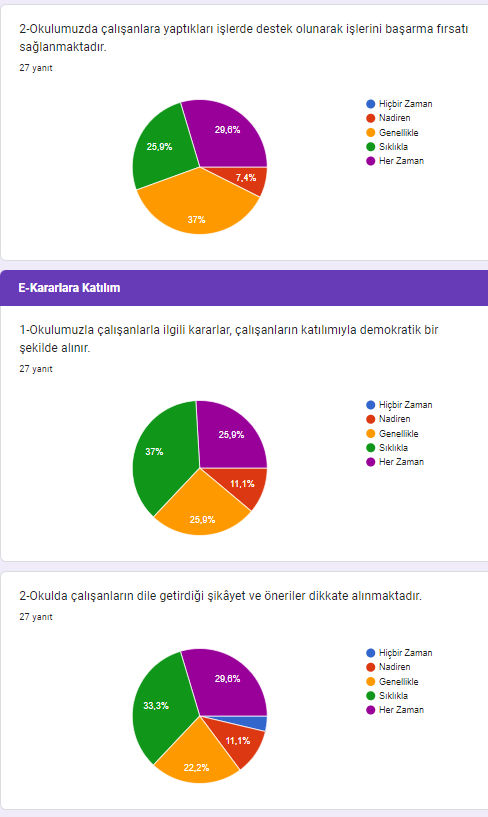 2-Okulumuzda çalışanlara yaptıkları işlerde destek olunarak işlerini başarma fırsatı
sağlanmaktadır.
27 yanıt
29,6%
25,9%
7,4%
37%
Hiçbir Zaman
Nadiren
Genellikle
Sıklıkla
Her Zaman
E-Kararlara Katılım
1-Okulumuzla çalışanlarla ilgili kararlar, çalışanların katılımıyla demokratik bir
şekilde alınır.
27 yanıt
25,9%
37%
11,1%
25,9%
Hiçbir Zaman
Nadiren
Genellikle
Sıklıkla
Her Zaman
2-Okulda çalışanların dile getirdiği şikâyet ve öneriler dikkate alınmaktadır.
27 yanıt
29,6%
33,3%
11,1%
22,2%
Hiçbir Zaman
Nadiren
Genellikle
Sıklıkla
Her Zaman